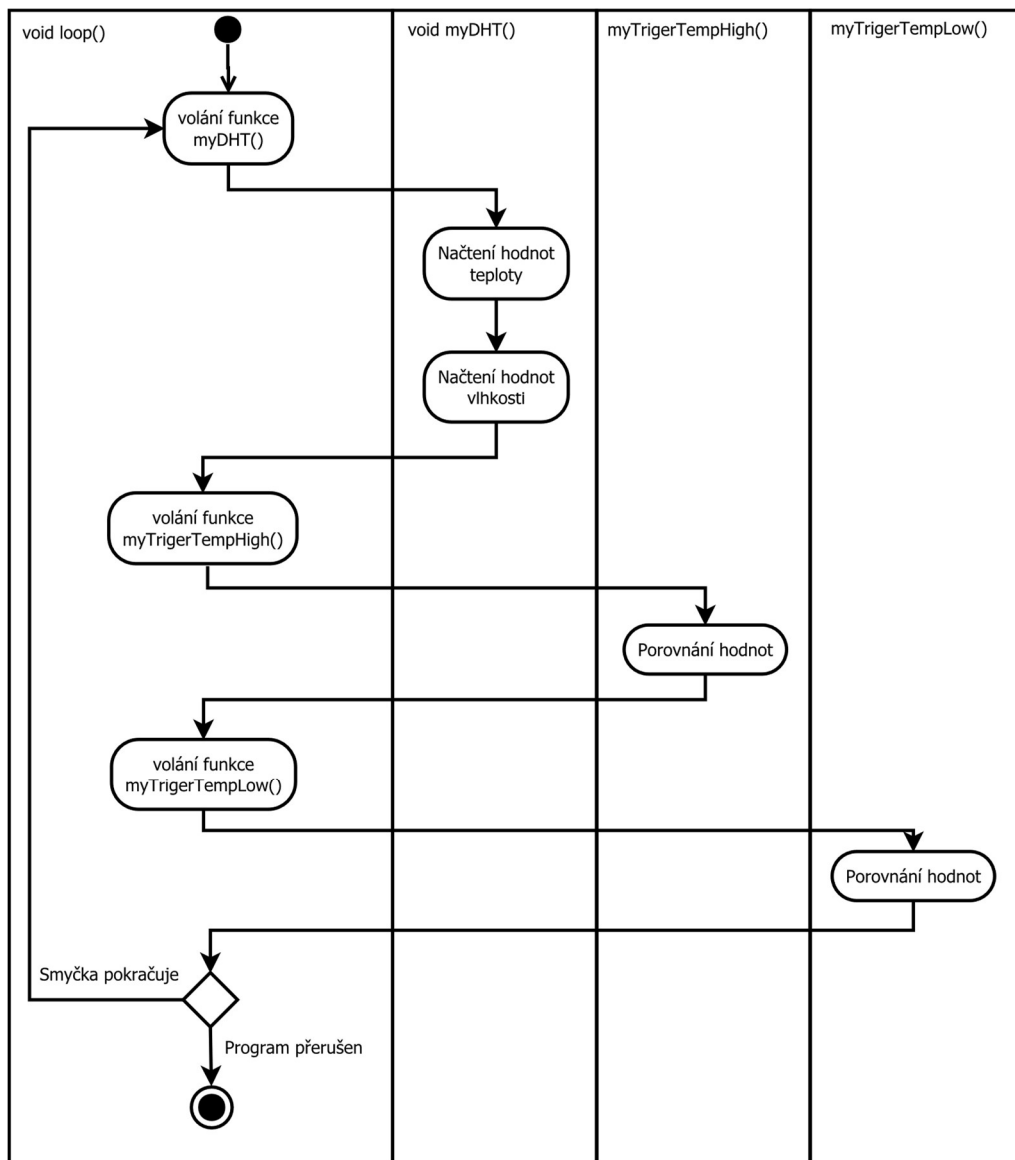 void loop()
void myDHT()
myTrigerTempHigh()
myTrigerTempLow()
volání funkce
myDHT()
Načtení hodnot
teploty
Načtení hodnot
vlhkosti
volání funkce
myTrigerTempHigh()
Porovnání hodnot
volání funkce
myTrigerTempLow()
Porovnání hodnot
Smyčka pokračuje
Program přerušen